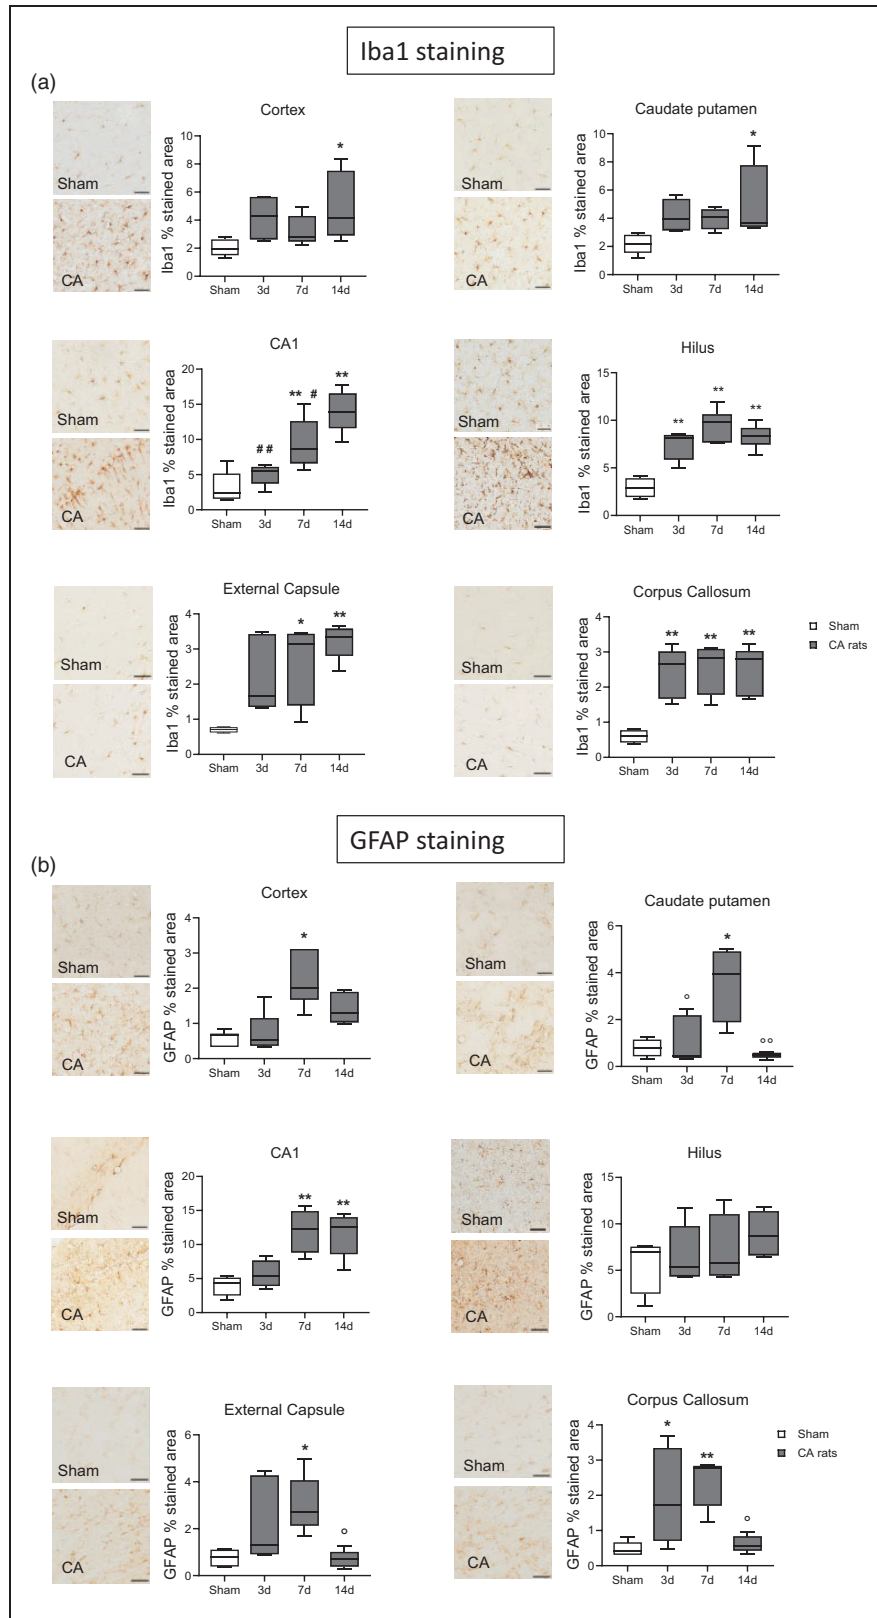 Iba1 staining
(a)
Cortex
Sham
CA
Iba1 % stained area
10
8
6
4
2
0
*
Sham 3d 7d 14d
Caudate putamen
Sham
CA
Iba1 % stained area
10
8
6
4
2
0
*
Sham 3d 7d 14d
CA1
Sham
CA
Iba1 % stained area
20
15
10
5
0
## ** # **
Sham 3d 7d 14d
Hilus
Sham
CA
Iba1 % stained area
15
10
5
0
** ** **
Sham 3d 7d 14d
External Capsule
Sham
CA
Iba1 % stained area
4
3
2
1
0
* **
Sham 3d 7d 14d
Corpus Callosum
Sham
CA
Iba1 % stained area
4
3
2
1
0
** ** **
Sham 3d 7d 14d
Sham
CA rats
GFAP staining
(b)
Cortex
Sham
CA
GFAP % stained area
4
3
2
1
0
*
Sham 3d 7d 14d
Caudate putamen
Sham
CA
GFAP % stained area
6
4
2
0
° * °°
Sham 3d 7d 14d
CA1
Sham
CA
GFAP % stained area
20
15
10
5
0
** **
Sham 3d 7d 14d
Hilus
Sham
CA
GFAP % stained area
15
10
5
0
Sham 3d 7d 14d
External Capsule
Sham
CA
GFAP % stained area
6
4
2
0
* °
Sham 3d 7d 14d
Corpus Callosum
Sham
CA
GFAP % stained area
4
3
2
1
0
* ** °
Sham 3d 7d 14d
Sham
CA rats